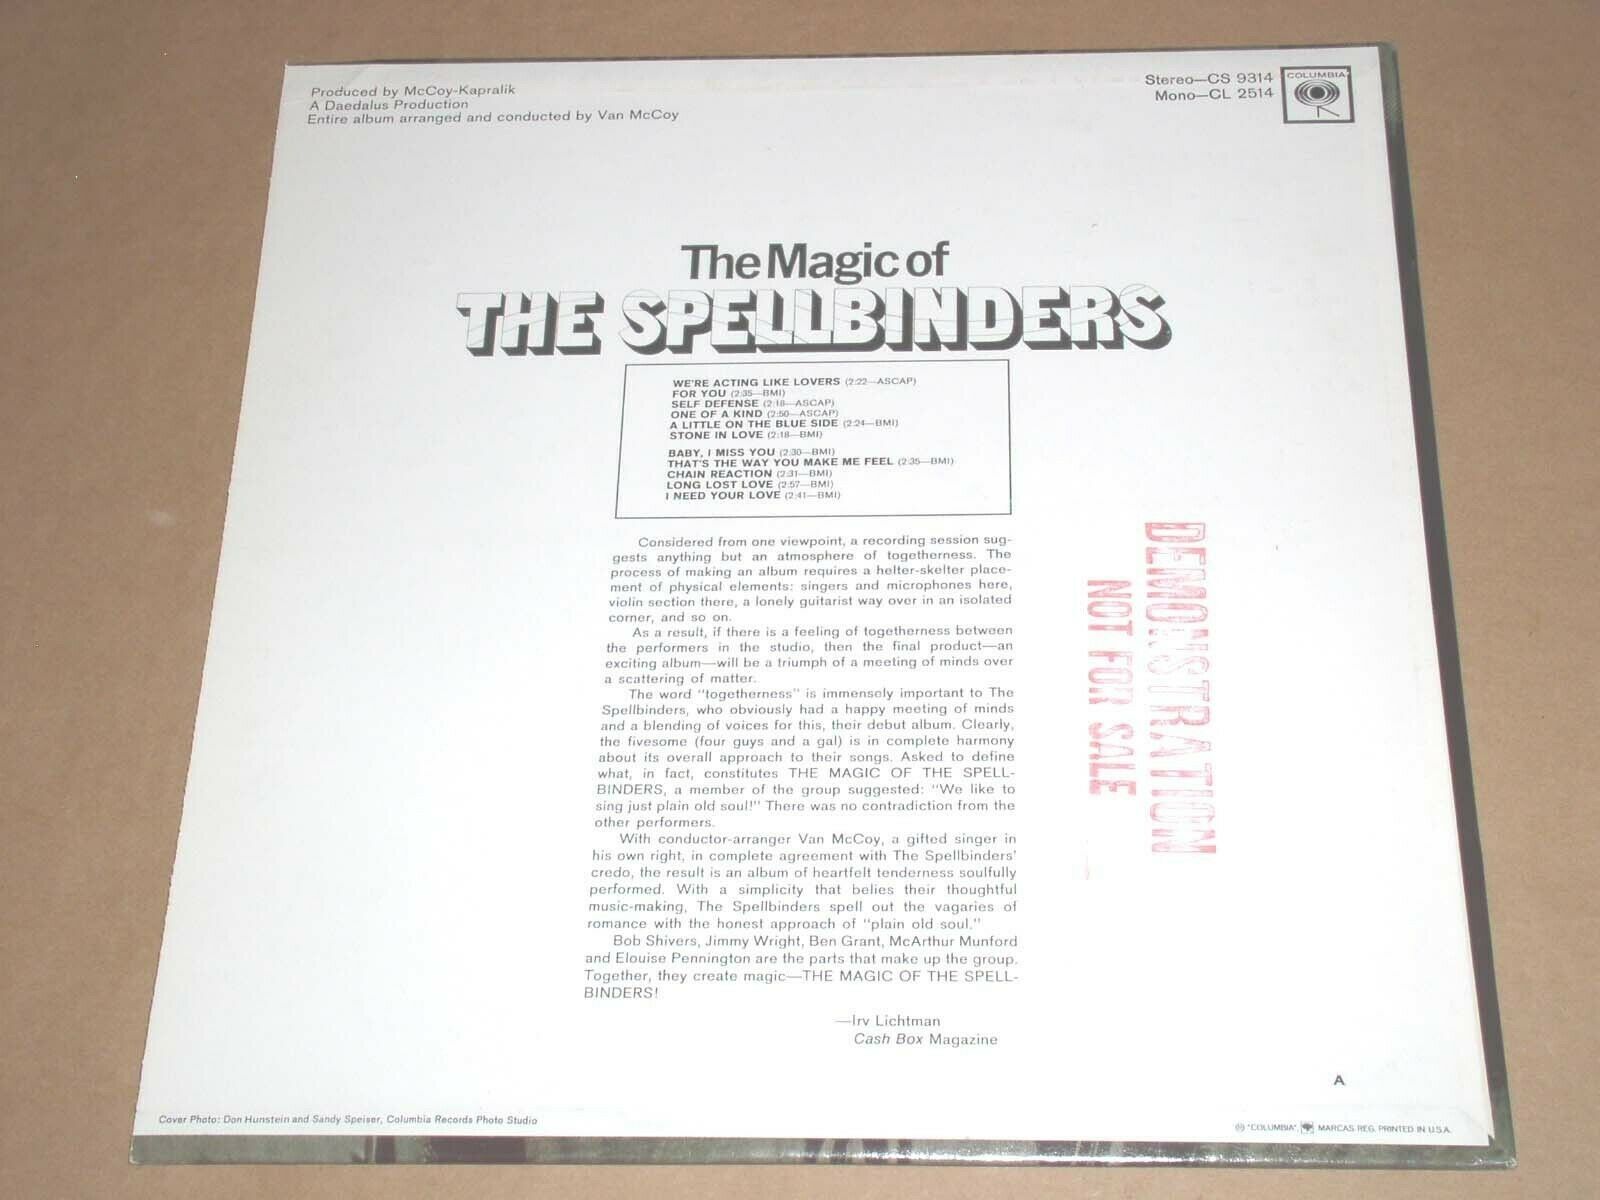 Produced by McCoy-Kapralik
A Daedalus Production
Entire album arranged and conducted by Van McCoy
Stereo—CS 9314
Mono—CL 2514
COLUMBIA
The Magic of
THE SPELLBINDERS
WE'RE ACTING LIKE LOVERS (2:22—ASCAP)
FOR YOU (2:35—BMI)
SELF DEFENSE (2:18—ASCAP)
ONE OF A KIND (2:50—ASCAP)
A LITTLE ON THE BLUE SIDE (2:24—BMI)
STONE IN LOVE (2:18—BMI)
BABY, I MISS YOU (2:30—BMI)
THAT'S THE WAY YOU MAKE ME FEEL (2:35—BMI)
CHAIN REACTION (2:31—BMI)
LONG LOST LOVE (2:57—BMI)
I NEED YOUR LOVE (2:41—BMI)
Considered from one viewpoint, a recording session sug-
gests anything but an atmosphere of togetherness. The
process of making an album requires a helter-skelter place-
ment of physical elements: singers and microphones here,
violin section there, a lonely guitarist way over in an isolated
corner, and so on.
As a result, if there is a feeling of togetherness between
the performers in the studio, then the final product—an
exciting album—will be a triumph of a meeting of minds over
a scattering of matter.
The word "togetherness" is immensely important to The
Spellbinders, who obviously had a happy meeting of minds
and a blending of voices for this, their debut album. Clearly,
the fivesome (four guys and a gal) is in complete harmony
about its overall approach to their songs. Asked to define
what, in fact, constitutes THE MAGIC OF THE SPELL-
BINDERS, a member of the group suggested: "We like to
sing just plain old soul!" There was no contradiction from the
other performers.
With conductor-arranger Van McCoy, a gifted singer in
his own right, in complete agreement with The Spellbinders'
credo, the result is an album of heartfelt tenderness soulfully
performed. With a simplicity that belies their thoughtful
music-making, The Spellbinders spell out the vagaries of
romance with the honest approach of "plain old soul."
Bob Shivers, Jimmy Wright, Ben Grant, McArthur Munford
and Elouise Pennington are the parts that make up the group.
Together, they create magic—THE MAGIC OF THE SPELL-
BINDERS!
—Irv Lichtman
Cash Box Magazine
DEMONSTRATION
NOT FOR SALE
A
Cover Photo: Don Hunstein and Sandy Speiser, Columbia Records Photo Studio
® "COLUMBIA", MARCAS REG. PRINTED IN U.S.A.